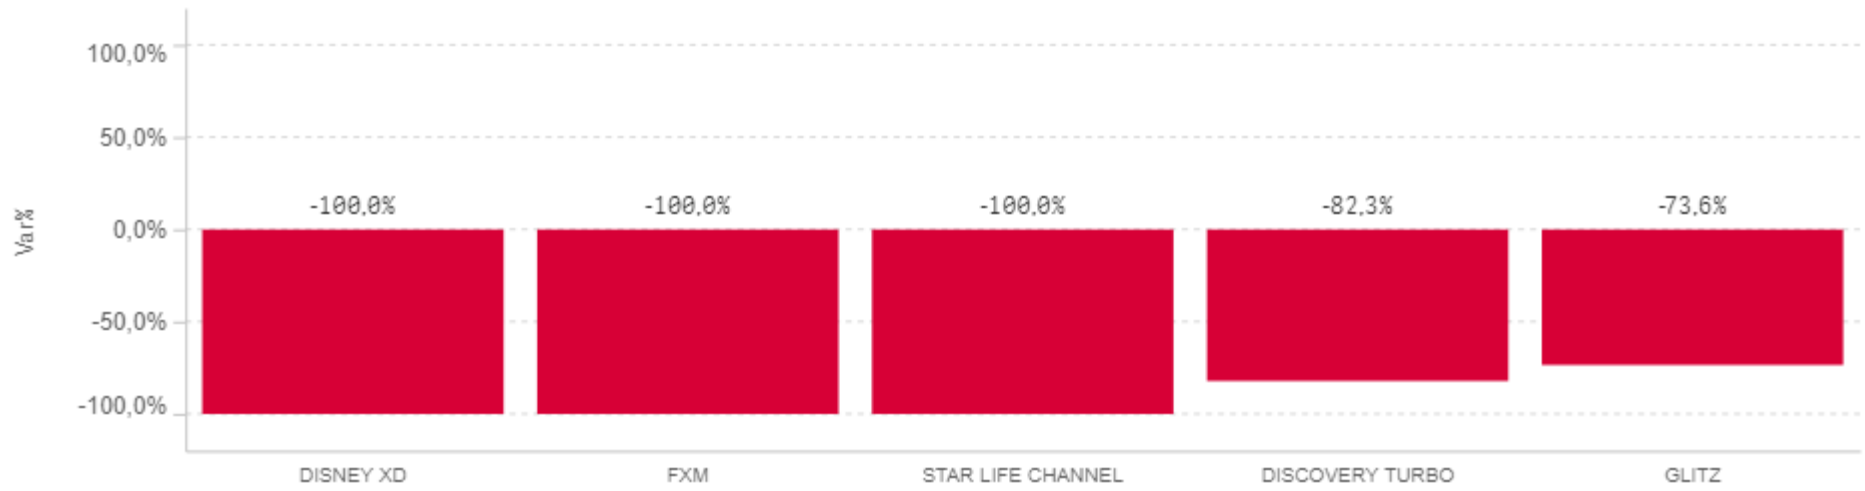 Var%
100,0%
50,0%
0,0%
-50,0%
-100,0%
-100,0% -100,0% -100,0% -82,3% -73,6%
DISNEY XD FXM STAR LIFE CHANNEL DISCOVERY TURBO GLITZ